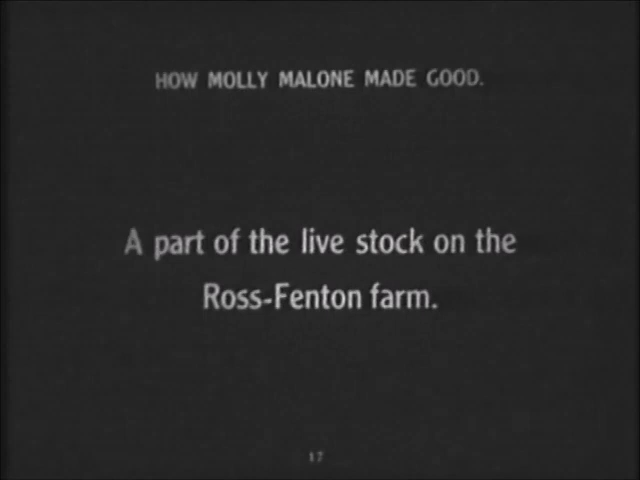 HOW MOLLY MALONE MADE GOOD.
A part of the live stock on the
Ross-Fenton farm.
17